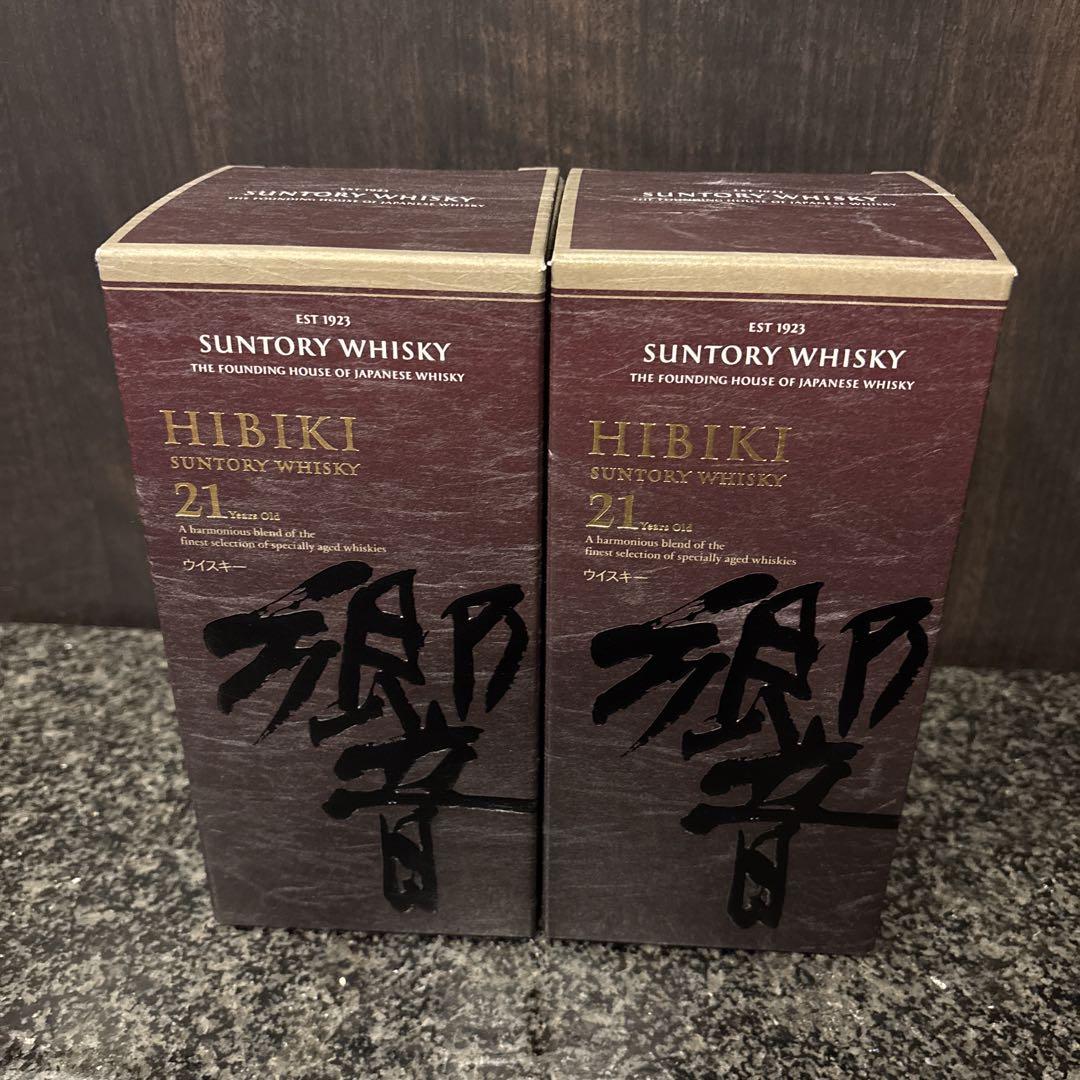 EST 1923
SUNTORY WHISKY
THE FOUNDING HOUSE OF JAPANESE WHISKY
EST 1923
SUNTORY WHISKY
THE FOUNDING HOUSE OF JAPANESE WHISKY
HIBIKI
SUNTORY WHISKY
21 Years Old
A harmonious blend of the
finest selection of specially aged whiskies
ウイスキー
響
EST 1923
SUNTORY WHISKY
THE FOUNDING HOUSE OF JAPANESE WHISKY
EST 1923
SUNTORY WHISKY
THE FOUNDING HOUSE OF JAPANESE WHISKY
HIBIKI
SUNTORY WHISKY
21 Years Old
A harmonious blend of the
finest selection of specially aged whiskies
ウイスキー
響